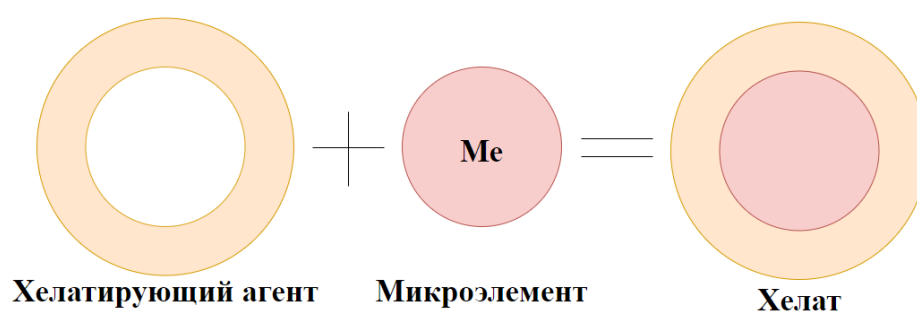 Me
Хелатирующий агент
Микроэлемент
Хелат